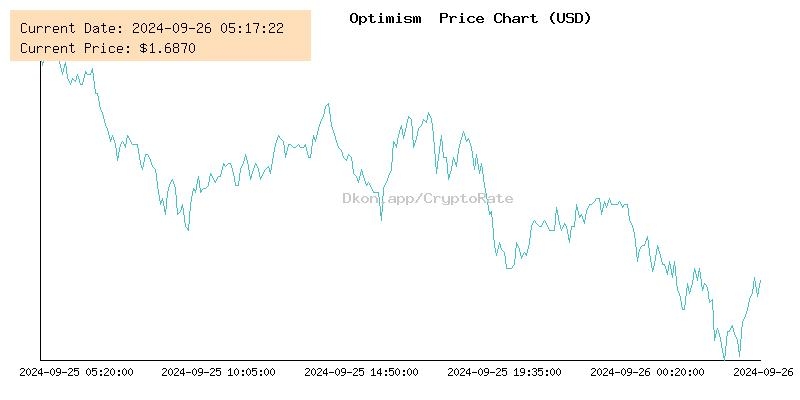 Optimism  Price Chart (USD)
Current Date: 2024-09-26 05:17:22
Current Price: $1.6870
Dkoni.app/CryptoRate
2024-09-25 05:20:00 2024-09-25 10:05:00 2024-09-25 14:50:00 2024-09-25 19:35:00 2024-09-26 00:20:00 2024-09-26